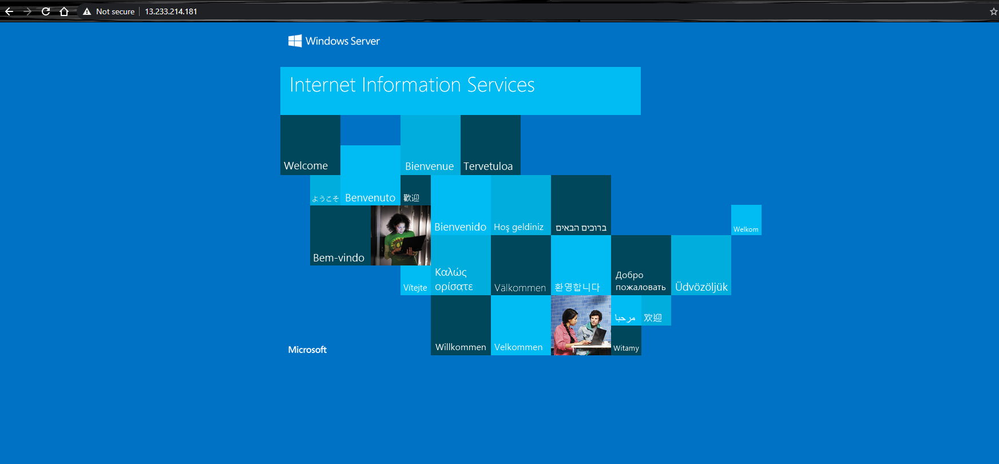 Not secure
13.233.214.181
Windows Server
Internet Information Services
Welcome
Bienvenue
Tervetuloa
ようこそ
Benvenuto
歡迎
Bienvenido
Hoş geldiniz
ברוכים הבאים
Welkom
Bem-vindo
Vítejte
Καλώς
ορίσατε
Välkommen
환영합니다
Добро
пожаловать
Üdvözöljük
مرحبا
欢迎
Willkommen
Velkommen
Witamy
Microsoft